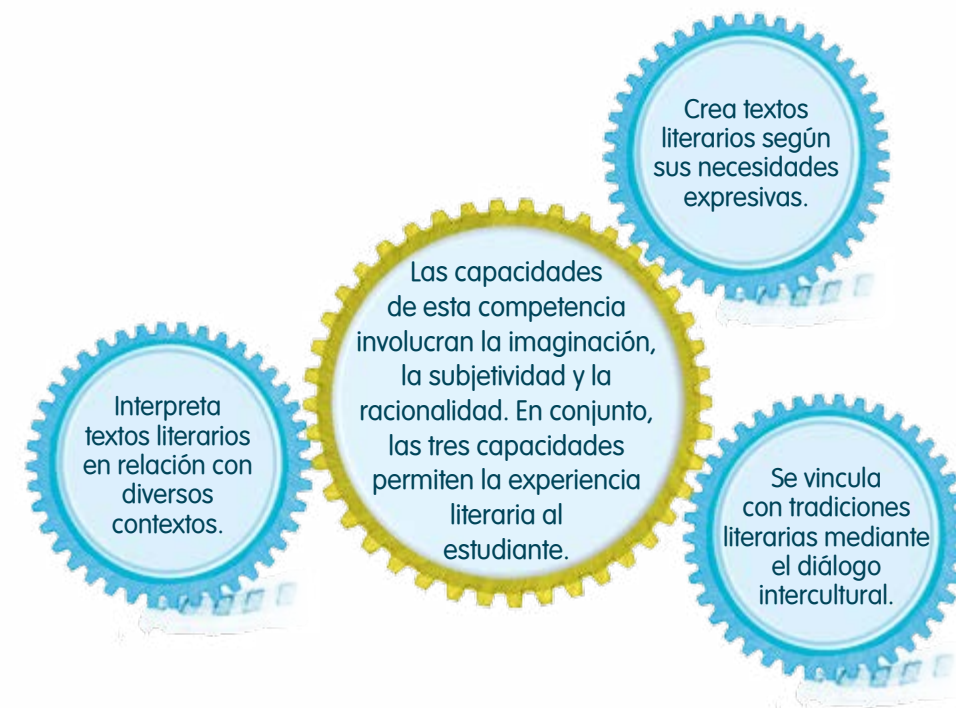 Crea textos
literarios según
sus necesidades
expresivas.
Las capacidades
de esta competencia
involucran la imaginación,
la subjetividad y la
racionalidad. En conjunto,
las tres capacidades
permiten la experiencia
literaria al
estudiante.
Interpreta
textos literarios
en relación con
diversos
contextos.
Se vincula
con tradiciones
literarias mediante
el diálogo
intercultural.